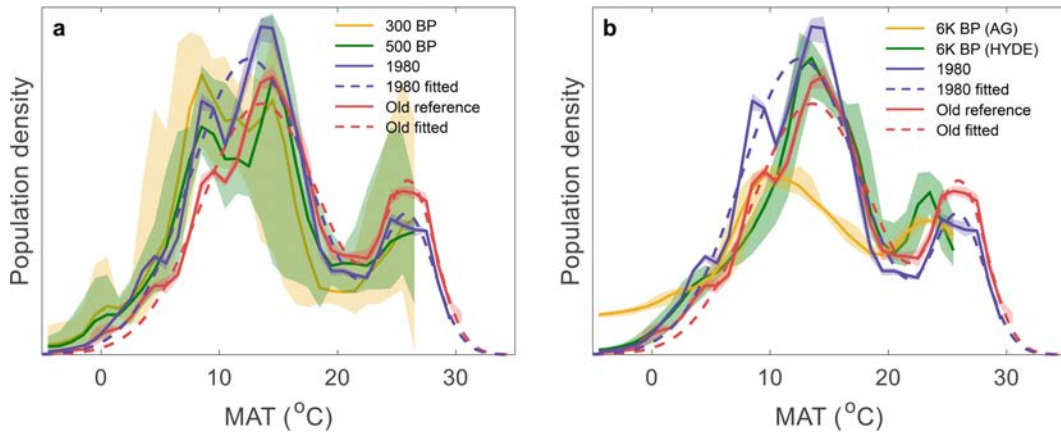 a
300 BP
500 BP
1980
1980 fitted
Old reference
Old fitted
Population density
0 10 20 30
MAT (°C)
b
6K BP (AG)
6K BP (HYDE)
1980
1980 fitted
Old reference
Old fitted
Population density
0 10 20 30
MAT (°C)